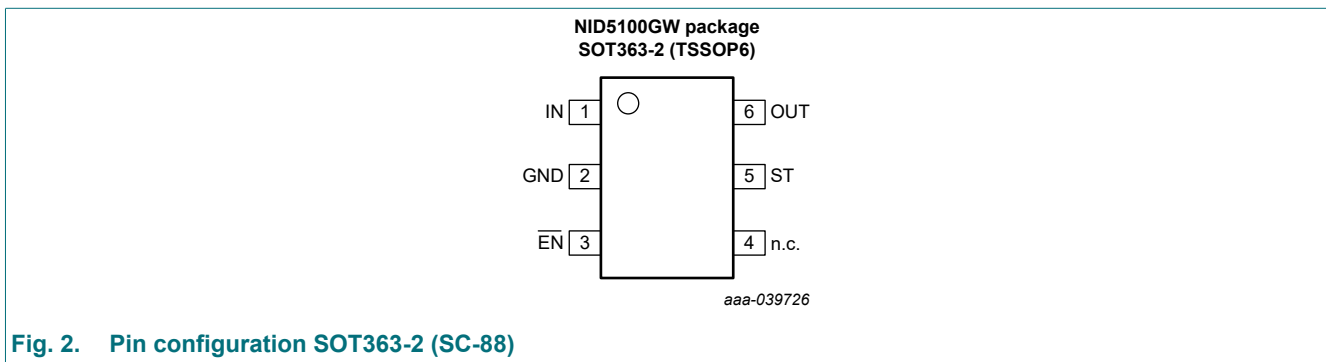 NID5100GW package
SOT363-2 (TSSOP6)
IN 1 6 OUT
GND 2 5 ST
EN 3 4 n.c.
aaa-039726
Fig. 2. Pin configuration SOT363-2 (SC-88)